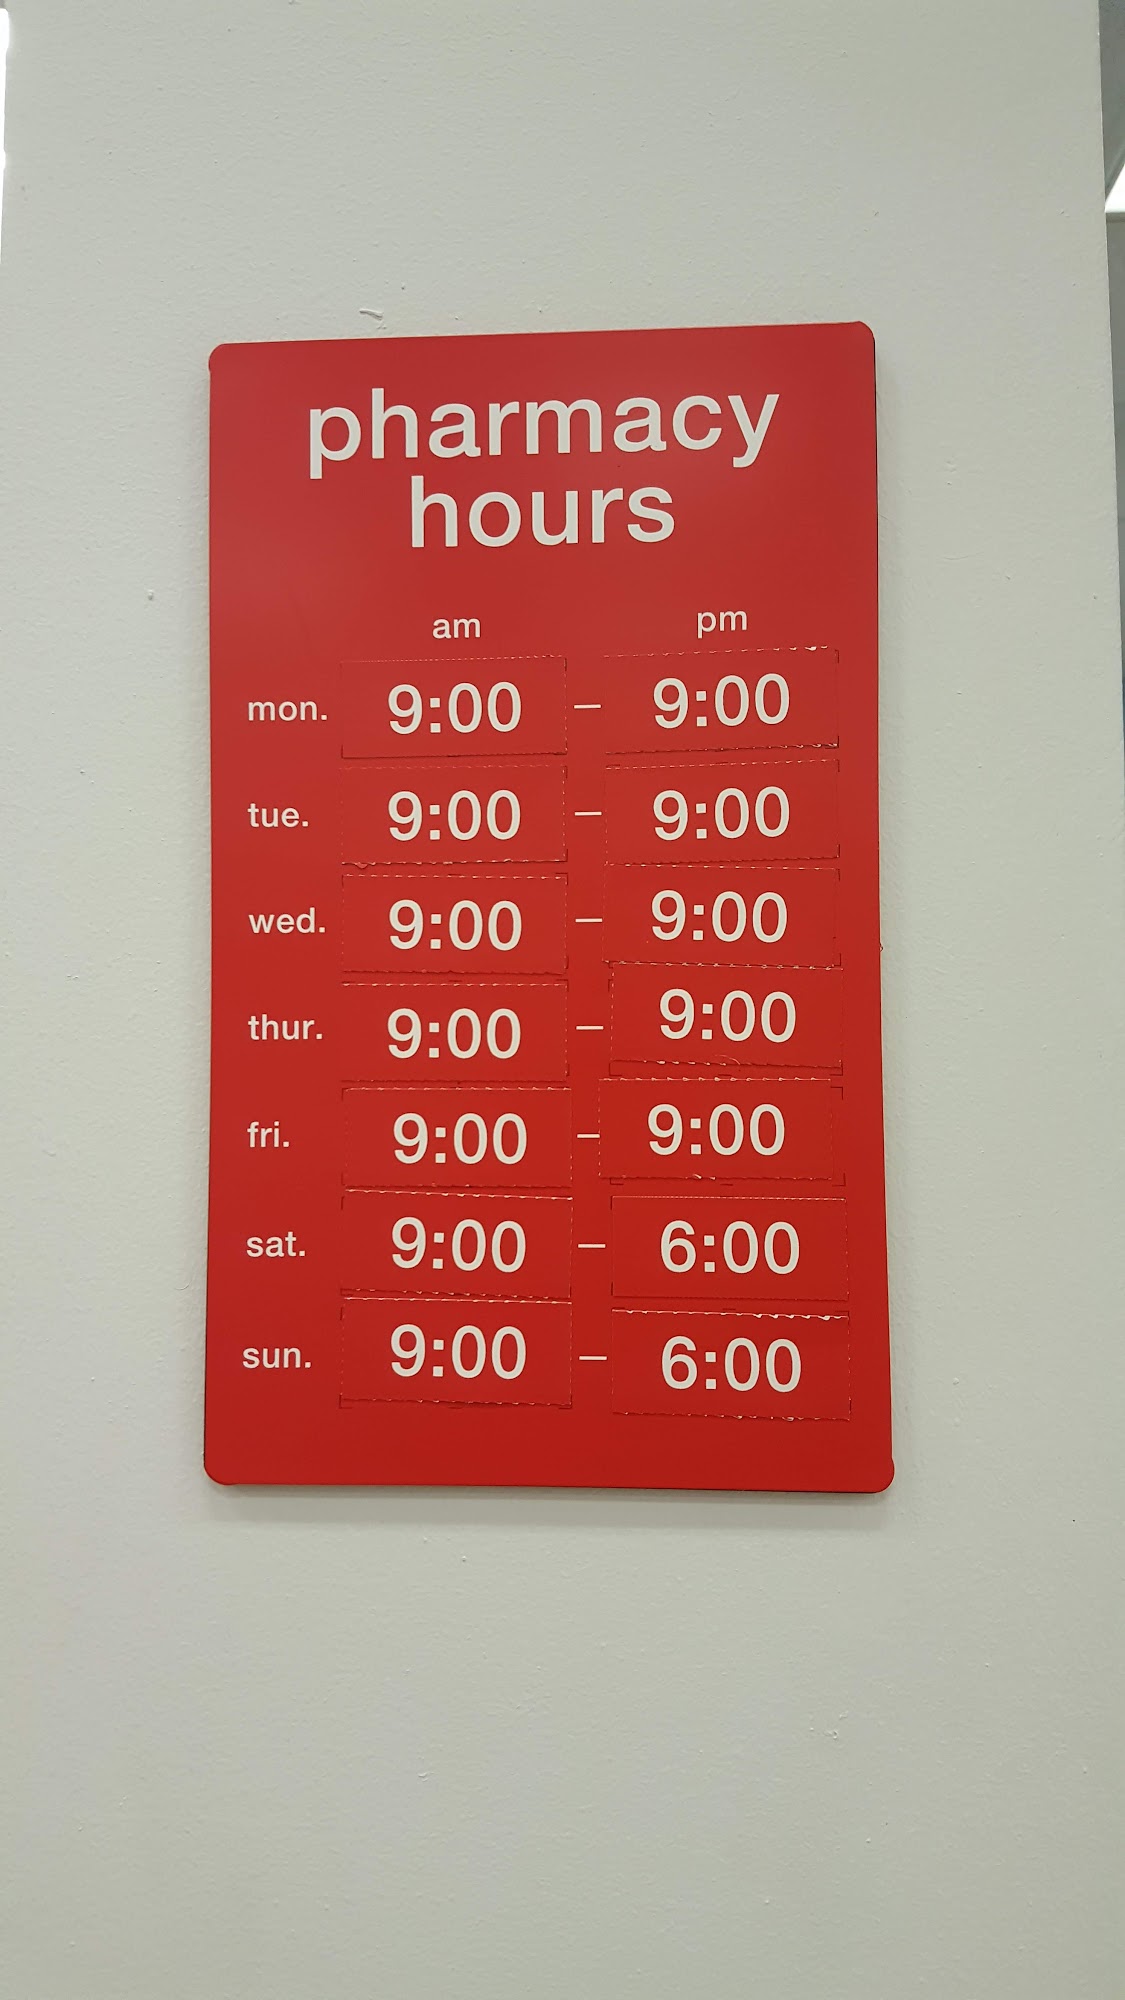 pharmacy
hours
am pm
mon. 9:00 – 9:00
tue. 9:00 – 9:00
wed. 9:00 – 9:00
thur. 9:00 – 9:00
fri. 9:00 – 9:00
sat. 9:00 – 6:00
sun. 9:00 – 6:00